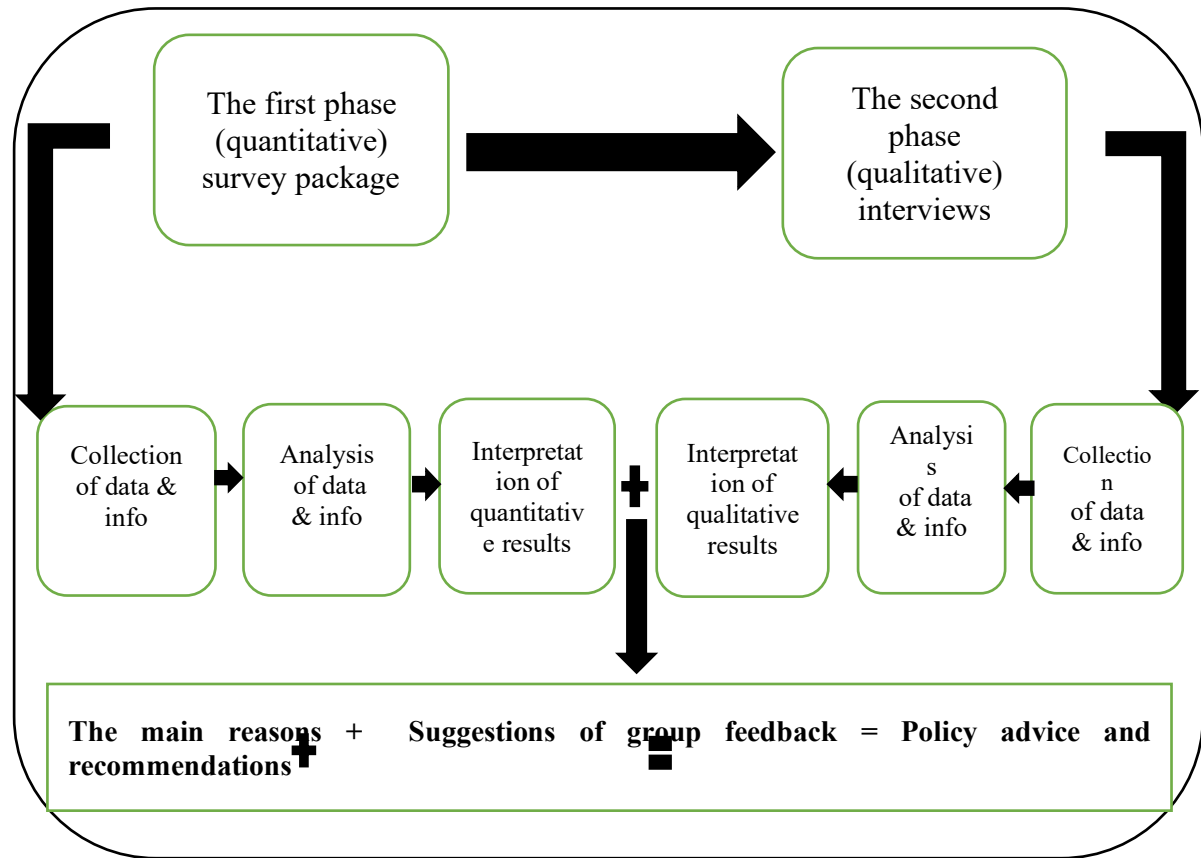 The first phase
(quantitative)
survey package
The second
phase
(qualitative)
interviews
Collection
of data &
info
Analysis
of data
& info
Interpretat
ion of
quantitativ
e results
Interpretat
ion of
qualitative
results
Analysi
s
of data
& info
Collectio
n
of data
& info
The main reasons + Suggestions of group feedback = Policy advice and
recommendations